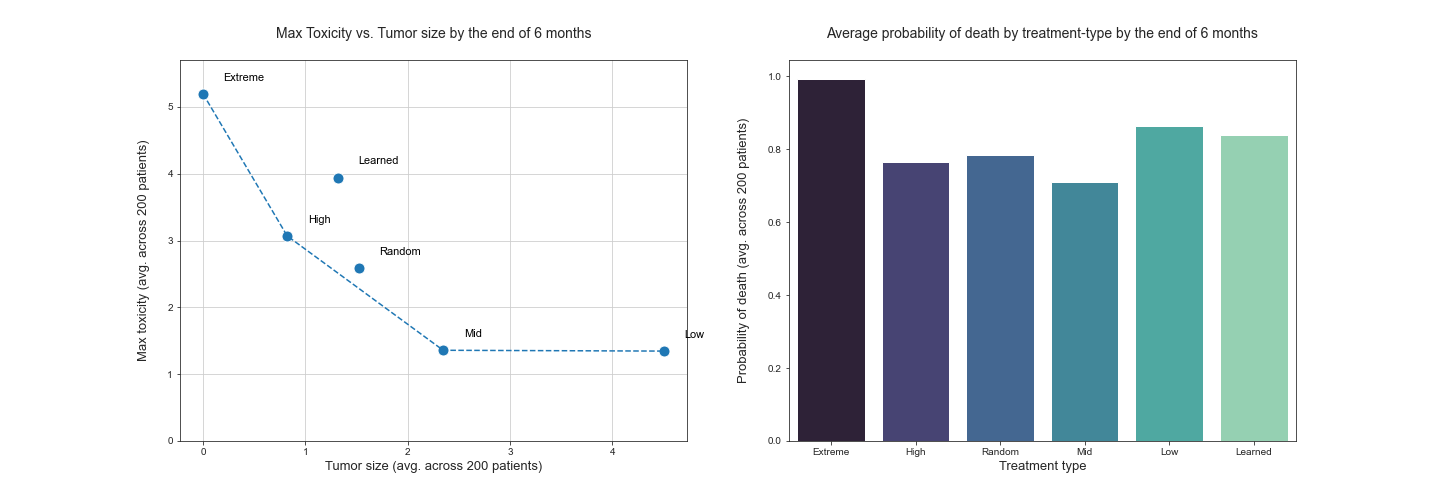 Max Toxicity vs. Tumor size by the end of 6 months
Max toxicity (avg. across 200 patients)
5
4
3
2
1
0
Extreme
Learned
High
Random
Mid
Low
0
1
2
3
4
Tumor size (avg. across 200 patients)
Average probability of death by treatment-type by the end of 6 months
Probability of death (avg. across 200 patients)
1.0
0.8
0.6
0.4
0.2
0.0
Extreme
High
Random
Mid
Low
Learned
Treatment type